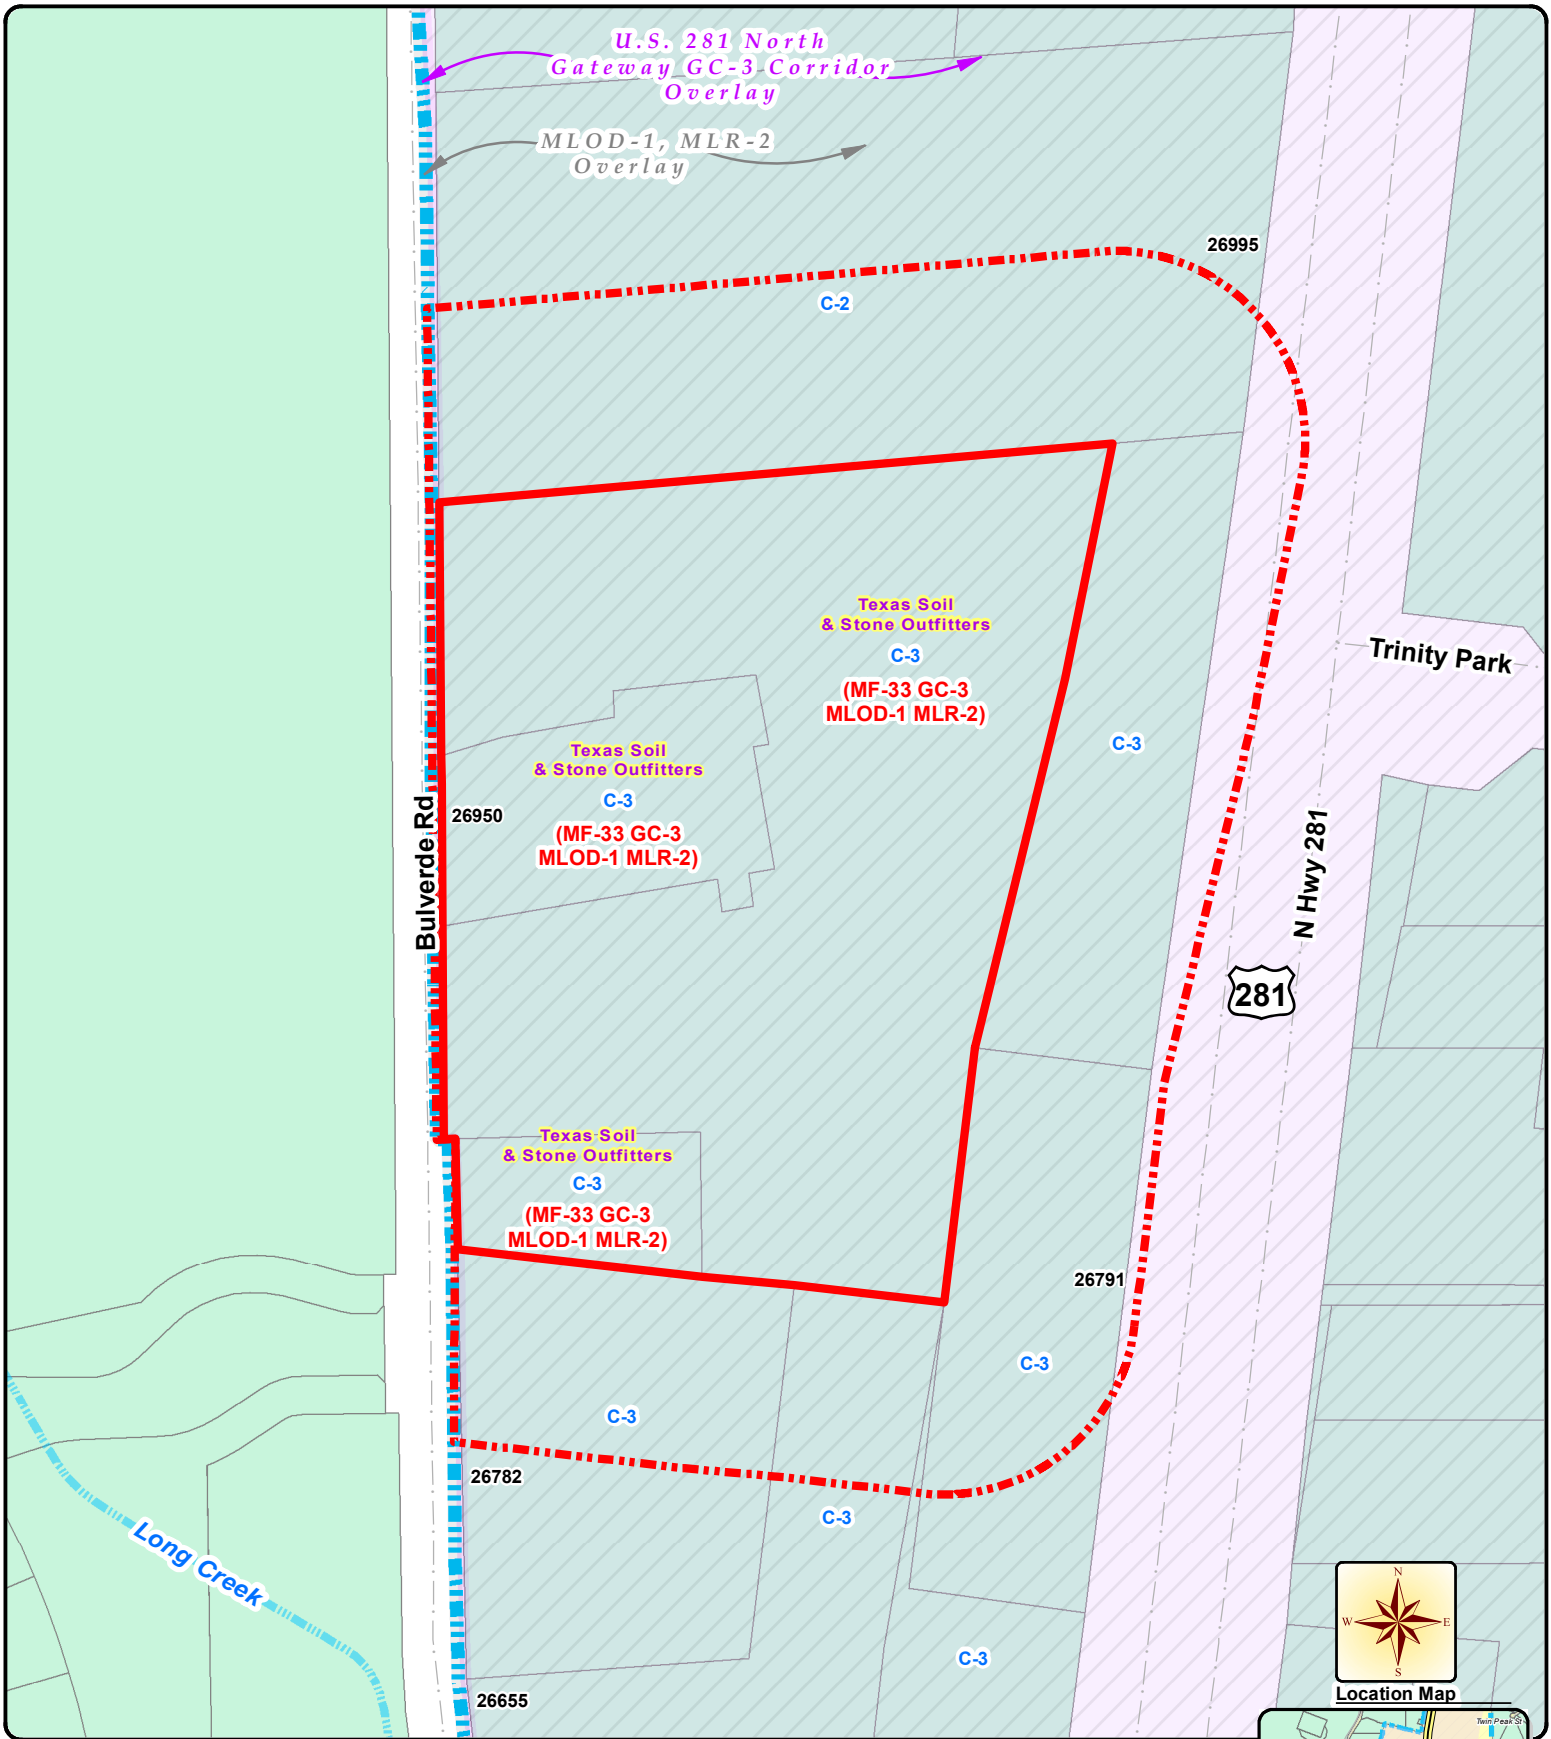 U.S. 281 North
Gateway GC-3 Corridor
Overlay
MLOD-1, MLR-2
Overlay
26995
C-2
Texas Soil
& Stone Outfitters
C-3
(MF-33 GC-3
MLOD-1 MLR-2)
Trinity Park
C-3
Texas Soil
& Stone Outfitters
C-3
(MF-33 GC-3
MLOD-1 MLR-2)
26950
Bulverde Rd
N Hwy 281
281
Texas Soil
& Stone Outfitters
C-3
(MF-33 GC-3
MLOD-1 MLR-2)
26791
C-3
C-3
26782
C-3
Long Creek
N
W
E
S
C-3
26655
Location Map
Twin Peak St